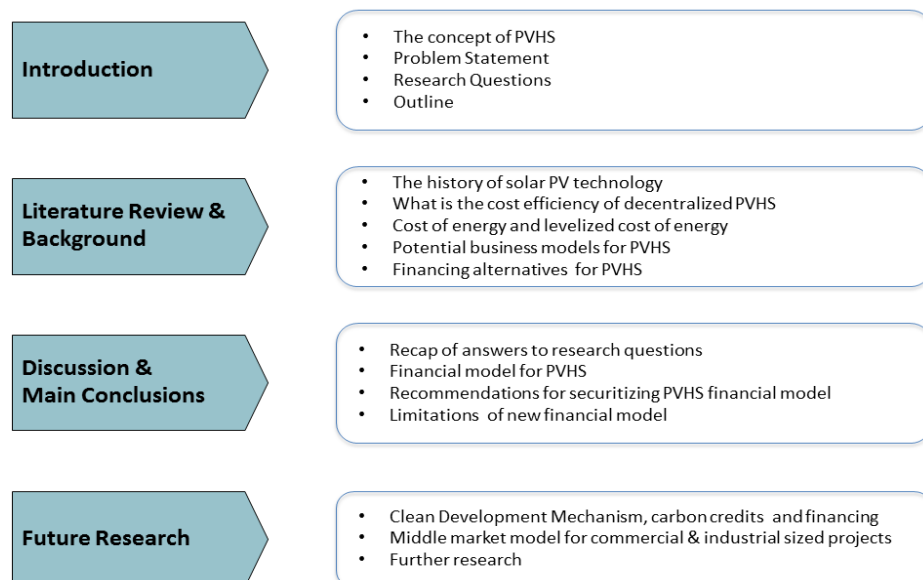 Introduction
• The concept of PVHS
• Problem Statement
• Research Questions
• Outline
Literature Review &
Background
• The history of solar PV technology
• What is the cost efficiency of decentralized PVHS
• Cost of energy and levelized cost of energy
• Potential business models for PVHS
• Financing alternatives for PVHS
Discussion &
Main Conclusions
• Recap of answers to research questions
• Financial model for PVHS
• Recommendations for securitizing PVHS financial model
• Limitations of new financial model
Future Research
• Clean Development Mechanism, carbon credits and financing
• Middle market model for commercial & industrial sized projects
• Further research